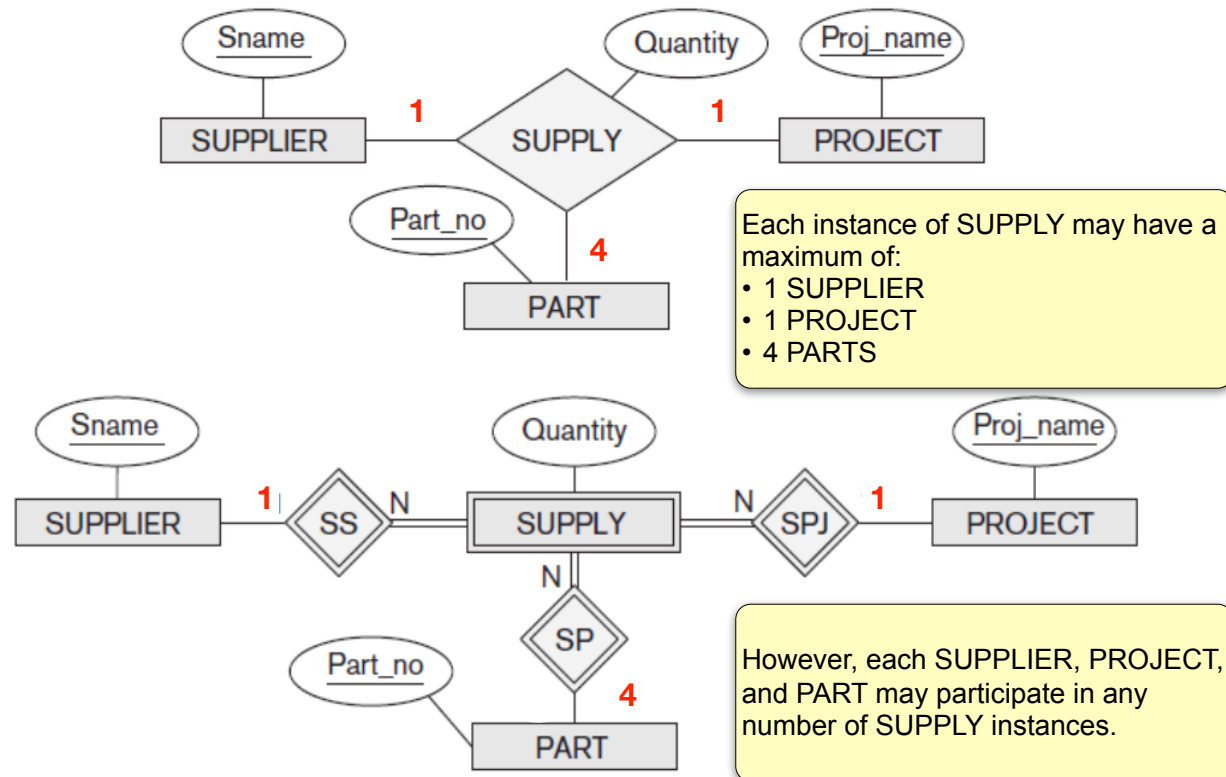 Sname
Quantity
Proj_name
1
1
SUPPLIER
SUPPLY
PROJECT
Part_no
4
PART
Each instance of SUPPLY may have a
maximum of:
• 1 SUPPLIER
• 1 PROJECT
• 4 PARTS
Sname
Quantity
Proj_name
1
N
N
1
SUPPLIER
SS
SUPPLY
SPJ
PROJECT
N
SP
Part_no
4
PART
However, each SUPPLIER, PROJECT,
and PART may participate in any
number of SUPPLY instances.